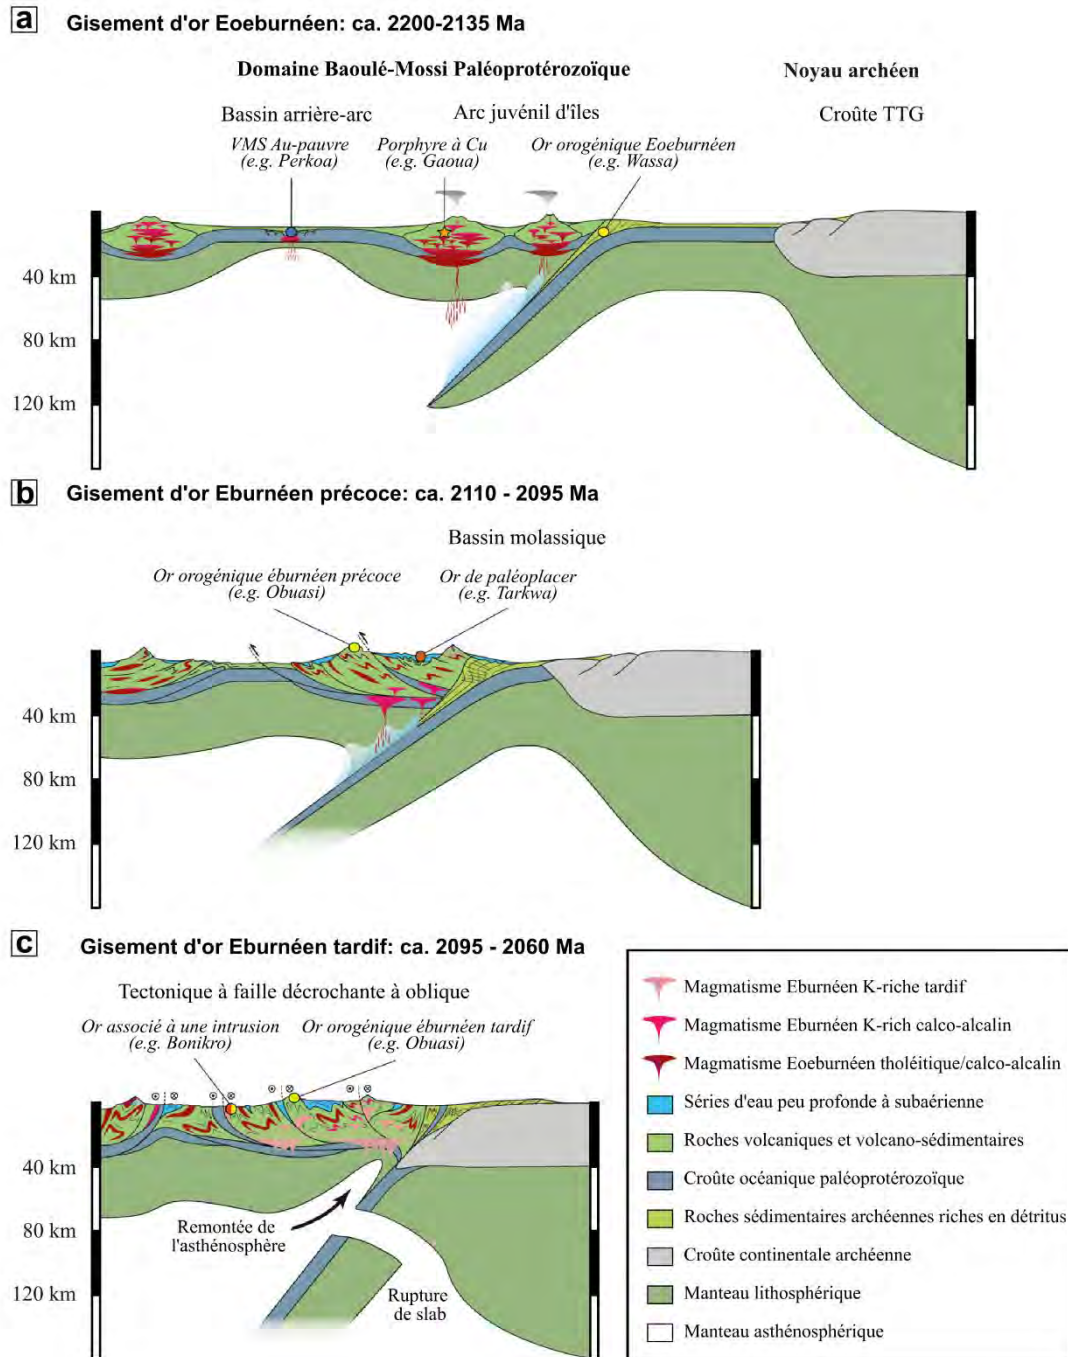 a Gisement d'or Eoeburnéen: ca. 2200-2135 Ma
Domaine Baoulé-Mossi Paléoprotérozoïque
Noyau archéen
Bassin arrière-arc
Arc juvénil d'îles
Croûte TTG
VMS Au-pauvre
(e.g. Perkoa)
Porphyre à Cu
(e.g. Gaoua)
Or orogénique Eoeburnéen
(e.g. Wassa)
40 km
80 km
120 km
b Gisement d'or Eburnéen précoce: ca. 2110 - 2095 Ma
Bassin molassique
Or orogénique éburnéen précoce
(e.g. Obuasi)
Or de paléoplacer
(e.g. Tarkwa)
40 km
80 km
120 km
c Gisement d'or Eburnéen tardif: ca. 2095 - 2060 Ma
Tectonique à faille décrochante à oblique
Or associé à une intrusion
(e.g. Bonikro)
Or orogénique éburnéen tardif
(e.g. Obuasi)
40 km
80 km
120 km
Remontée de
l'asthénosphère
Rupture
de slab
Magmatisme Eburnéen K-riche tardif
Magmatisme Eburnéen K-rich calco-alcalin
Magmatisme Eoeburnéen tholéitique/calco-alcalin
Séries d'eau peu profonde à subaérienne
Roches volcaniques et volcano-sédimentaires
Croûte océanique paléoprotérozoïque
Roches sédimentaires archéennes riches en détritus
Croûte continentale archéenne
Manteau lithosphérique
Manteau asthénosphérique